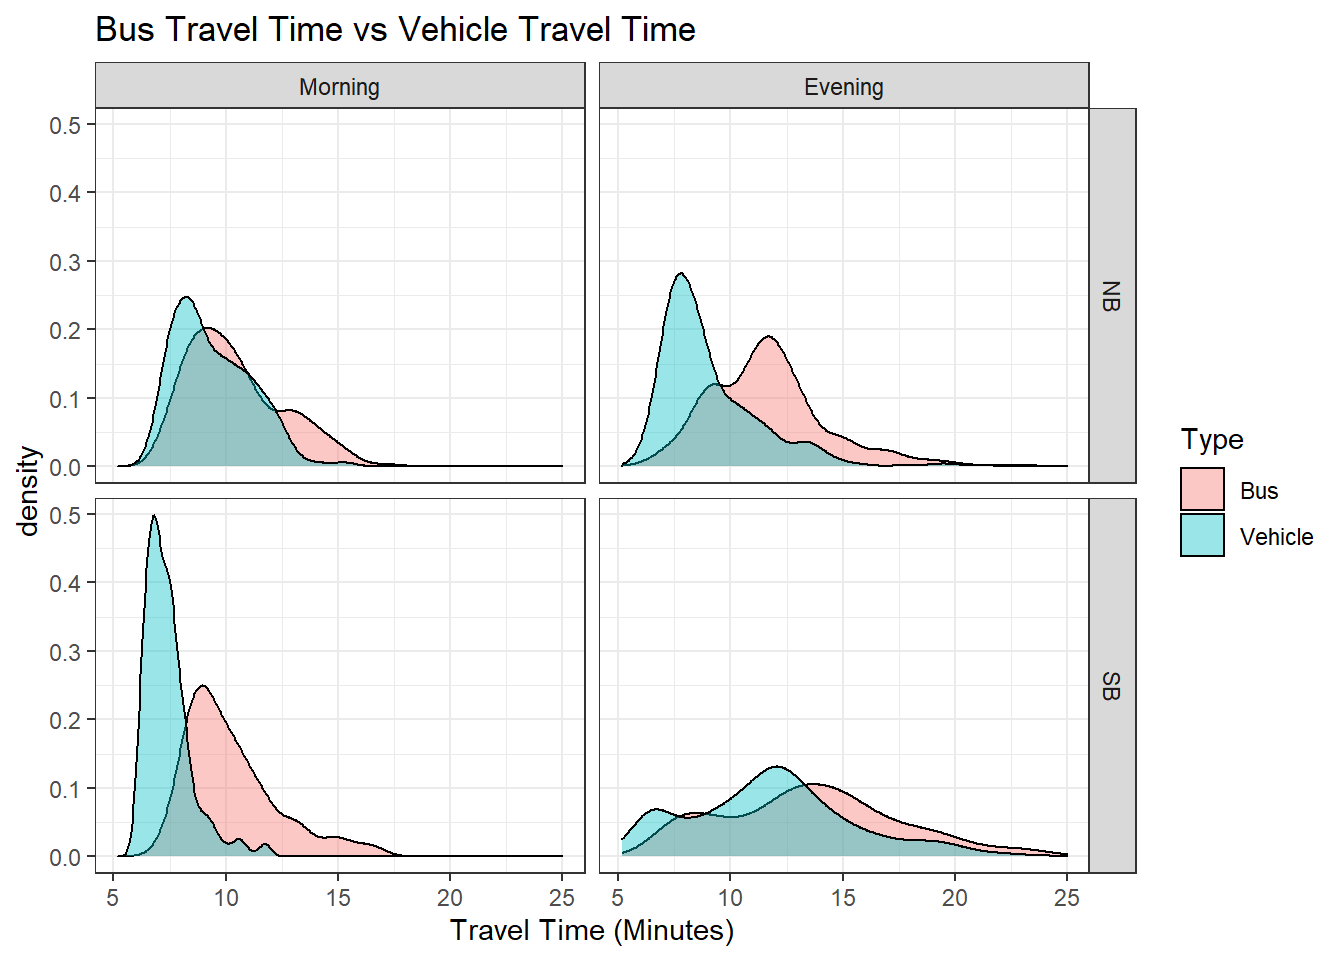 Bus Travel Time vs Vehicle Travel Time
Morning
Evening
0.5
0.4
0.3
0.2
0.1
0.0
NB
0.5
0.4
0.3
0.2
0.1
0.0
SB
density
5 10 15 20 25
5 10 15 20 25
Travel Time (Minutes)
Type
Bus
Vehicle